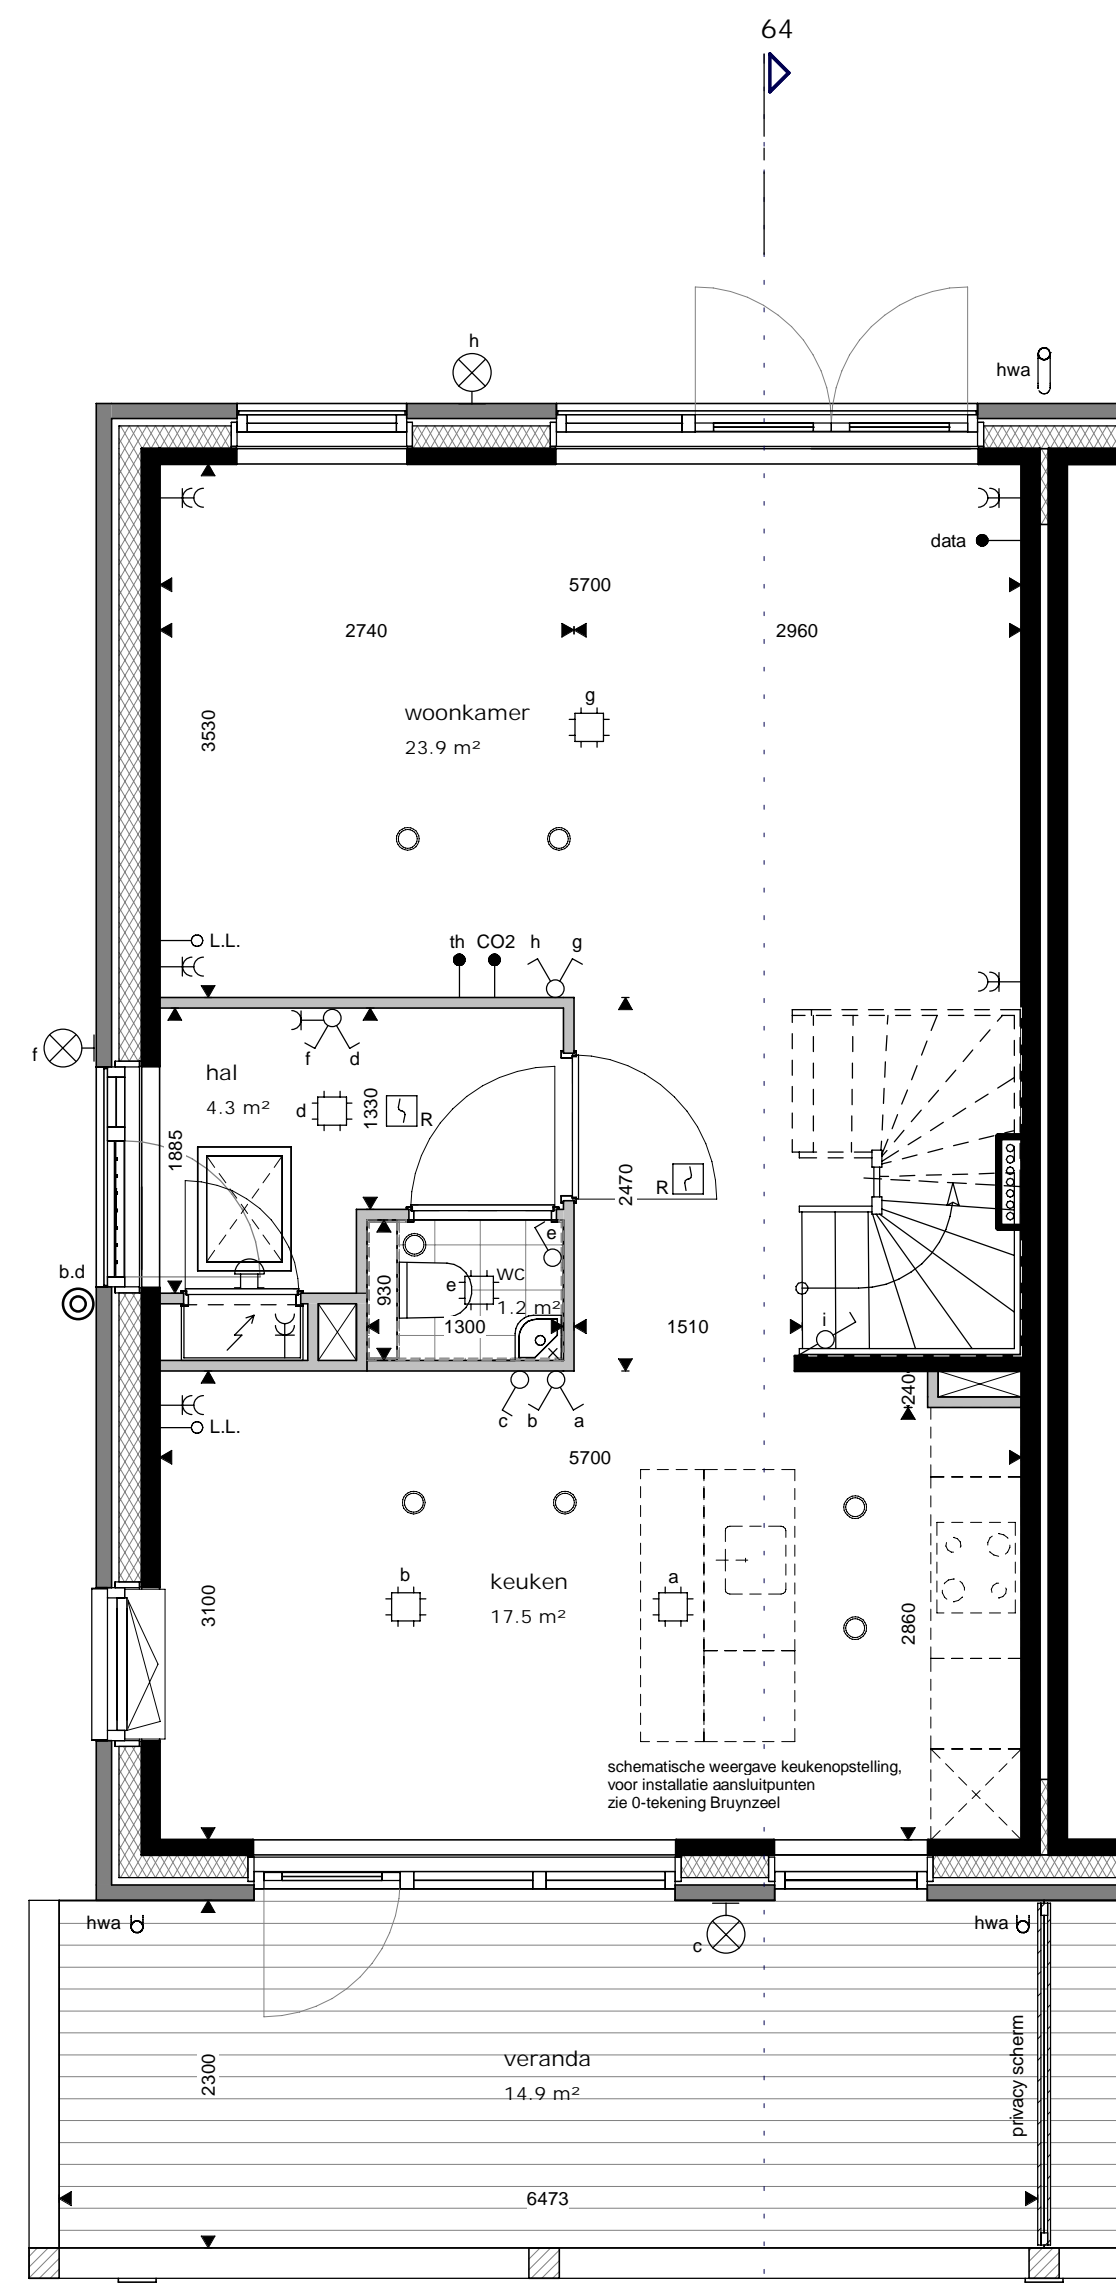 64
h
hwa
data
5700
2740
2960
g
woonkamer
23.9 m²
3530
L.L.
th
CO2
h
g
f
f
d
hal
4.3 m²
d
1330
R
1885
2470
R
e
wc
e
1.2 m²
930
b.d
1300
1510
i
240
c
b
a
L.L.
5700
b
keuken
a
17.5 m²
3100
2860
schematische weergave keukenopstelling,
voor installatie aansluitpunten
zie 0-tekening Bruynzeel
hwa
hwa
c
veranda
14.9 m²
2300
privacy scherm
6473